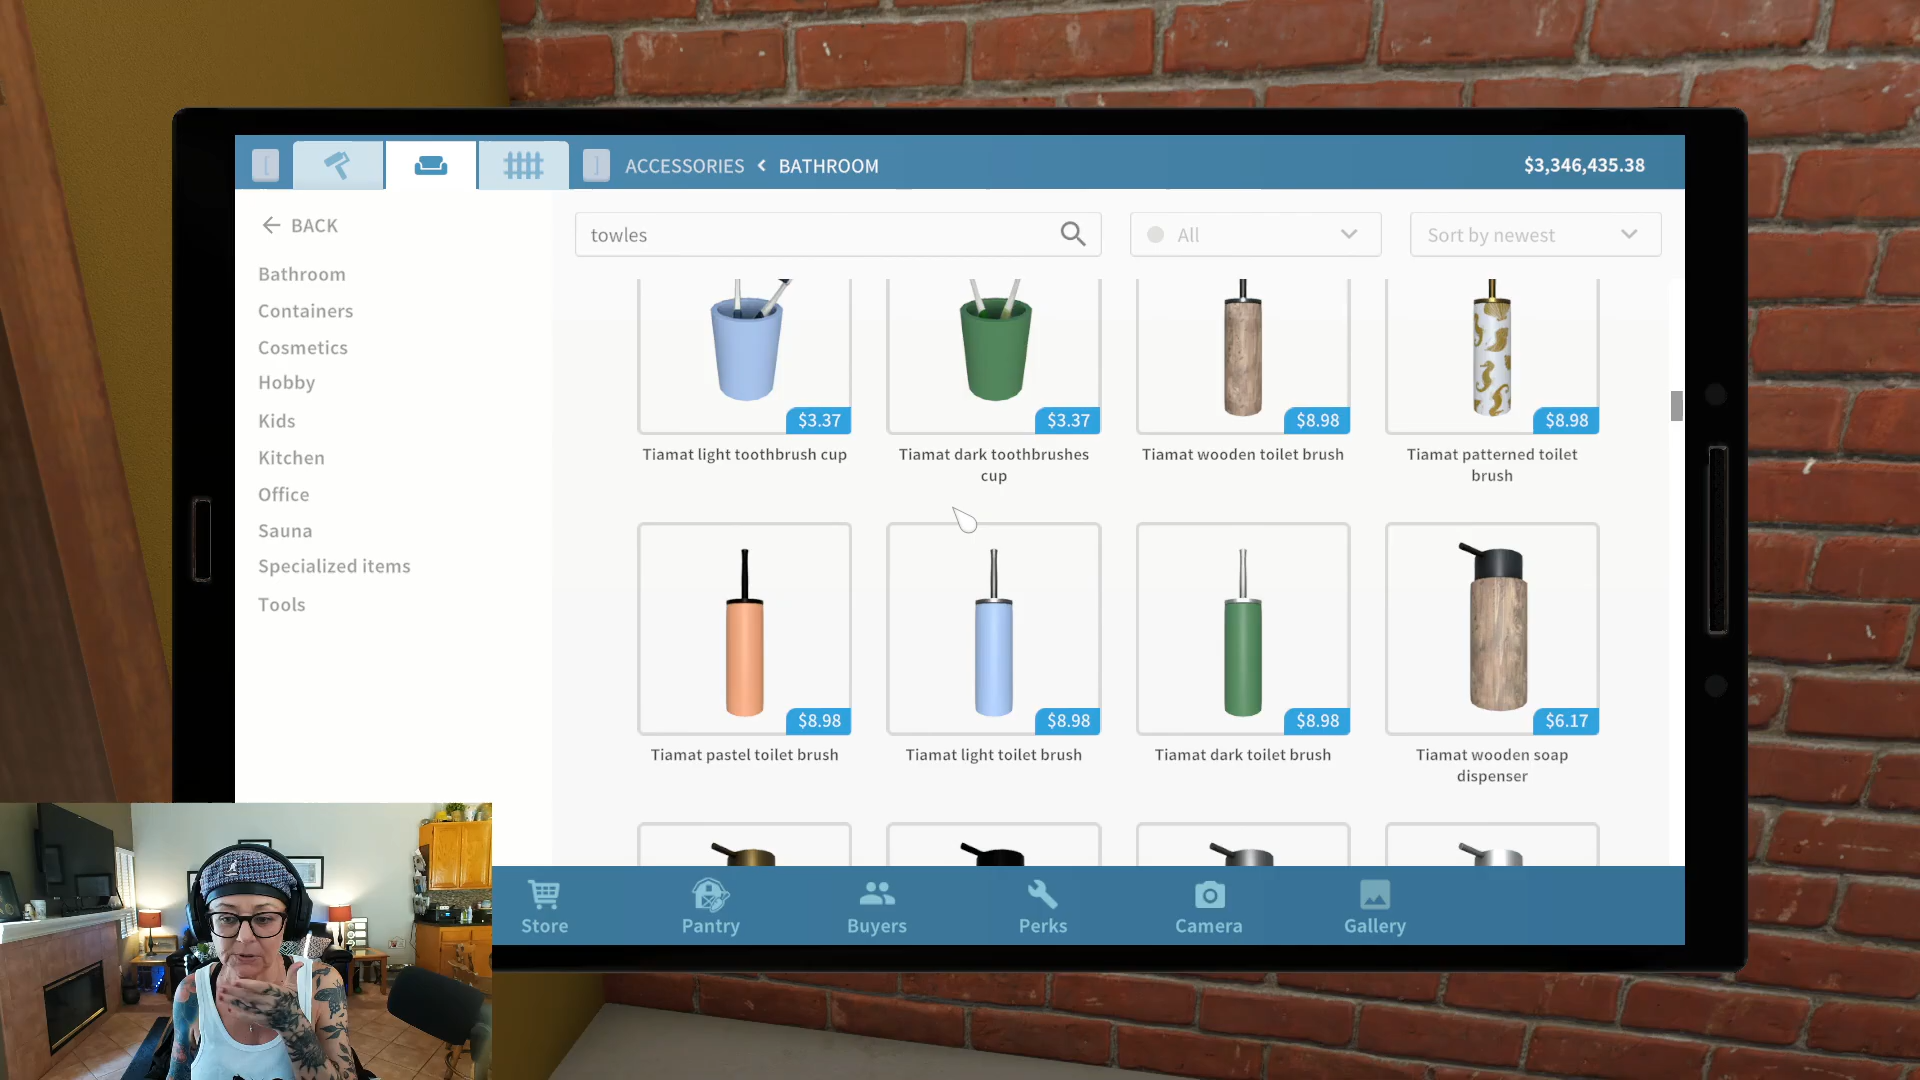 ACCESSORIES < BATHROOM
$3,346,435.38
BACK
towles
All
Sort by newest
Bathroom
Containers
Cosmetics
Hobby
Kids
Kitchen
Office
Sauna
Specialized items
Tools
$3.37
$3.37
$8.98
$8.98
Tiamat light toothbrush cup
Tiamat dark toothbrushes
cup
Tiamat wooden toilet brush
Tiamat patterned toilet
brush
$8.98
$8.98
$8.98
$6.17
Tiamat pastel toilet brush
Tiamat light toilet brush
Tiamat dark toilet brush
Tiamat wooden soap
dispenser
Store
Pantry
Buyers
Perks
Camera
Gallery